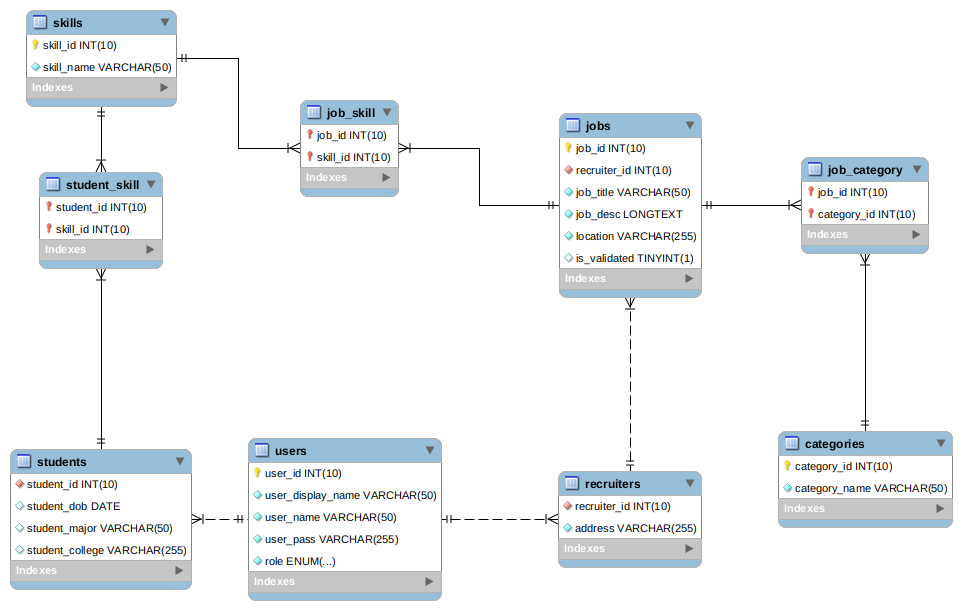 skills
skill_id INT(10)
skill_name VARCHAR(50)
Indexes
job_skill
job_id INT(10)
skill_id INT(10)
Indexes
jobs
job_id INT(10)
recruiter_id INT(10)
job_title VARCHAR(50)
job_desc LONGTEXT
location VARCHAR(255)
is_validated TINYINT(1)
Indexes
job_category
job_id INT(10)
category_id INT(10)
Indexes
student_skill
student_id INT(10)
skill_id INT(10)
Indexes
students
student_id INT(10)
student_dob DATE
student_major VARCHAR(50)
student_college VARCHAR(255)
Indexes
users
user_id INT(10)
user_display_name VARCHAR(50)
user_name VARCHAR(50)
user_pass VARCHAR(255)
role ENUM(...)
Indexes
recruiters
recruiter_id INT(10)
address VARCHAR(255)
Indexes
categories
category_id INT(10)
category_name VARCHAR(50)
Indexes